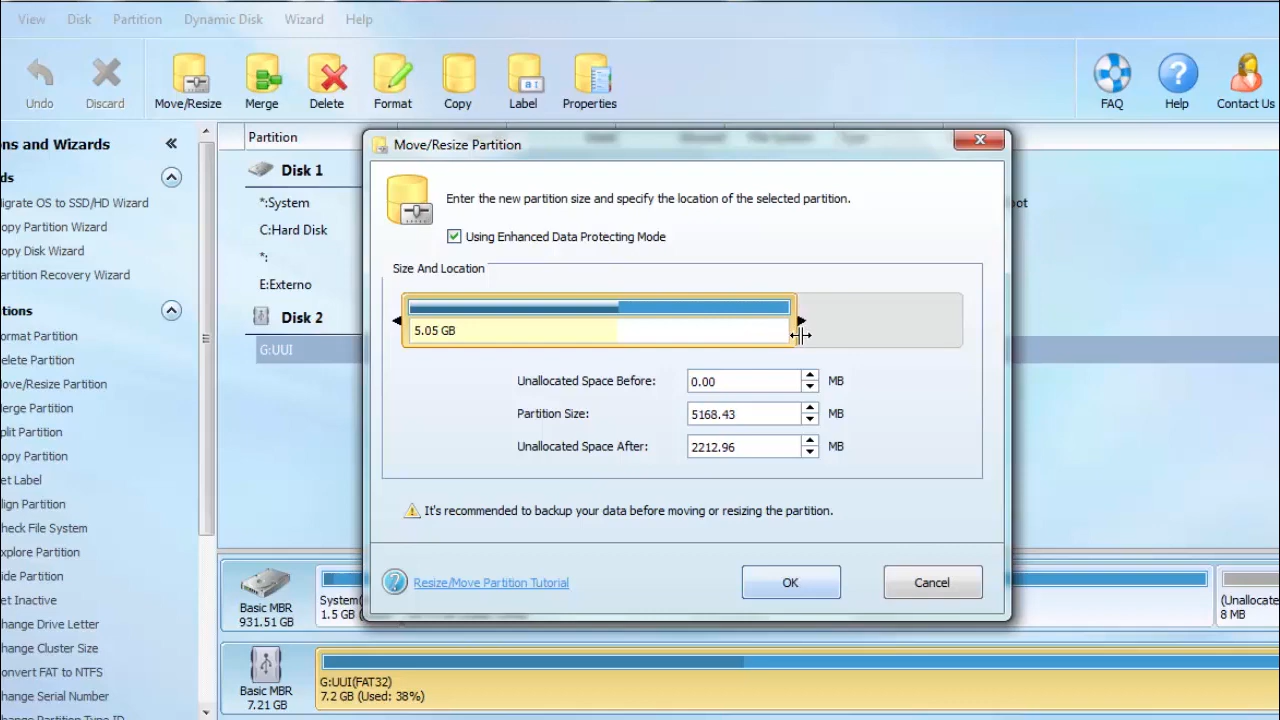 View Disk Partition Dynamic Disk Wizard Help
Undo Discard Move/Resize Merge Delete Format Copy Label Properties FAQ Help Contact Us
ns and Wizards
ds
igrate OS to SSD/HD Wizard
opy Partition Wizard
opy Disk Wizard
artition Recovery Wizard
tions
ormat Partition
elete Partition
ove/Resize Partition
erge Partition
plit Partition
opy Partition
et Label
lign Partition
heck File System
xplore Partition
ide Partition
et Inactive
hange Drive Letter
hange Cluster Size
onvert FAT to NTFS
hange Serial Number
hange Partition Type ID
Partition
Disk 1
*:System
C:Hard Disk
*:
E:Externo
Disk 2
G:UUI
oot
Move/Resize Partition
Enter the new partition size and specify the location of the selected partition.
Using Enhanced Data Protecting Mode
Size And Location
5.05 GB
Unallocated Space Before: 0.00 MB
Partition Size: 5168.43 MB
Unallocated Space After: 2212.96 MB
It's recommended to backup your data before moving or resizing the partition.
Resize/Move Partition Tutorial
OK
Cancel
Basic MBR
931.51 GB
System(
1.5 GB (
(Unallocate
8 MB
Basic MBR
7.21 GB
G:UUI(FAT32)
7.2 GB (Used: 38%)